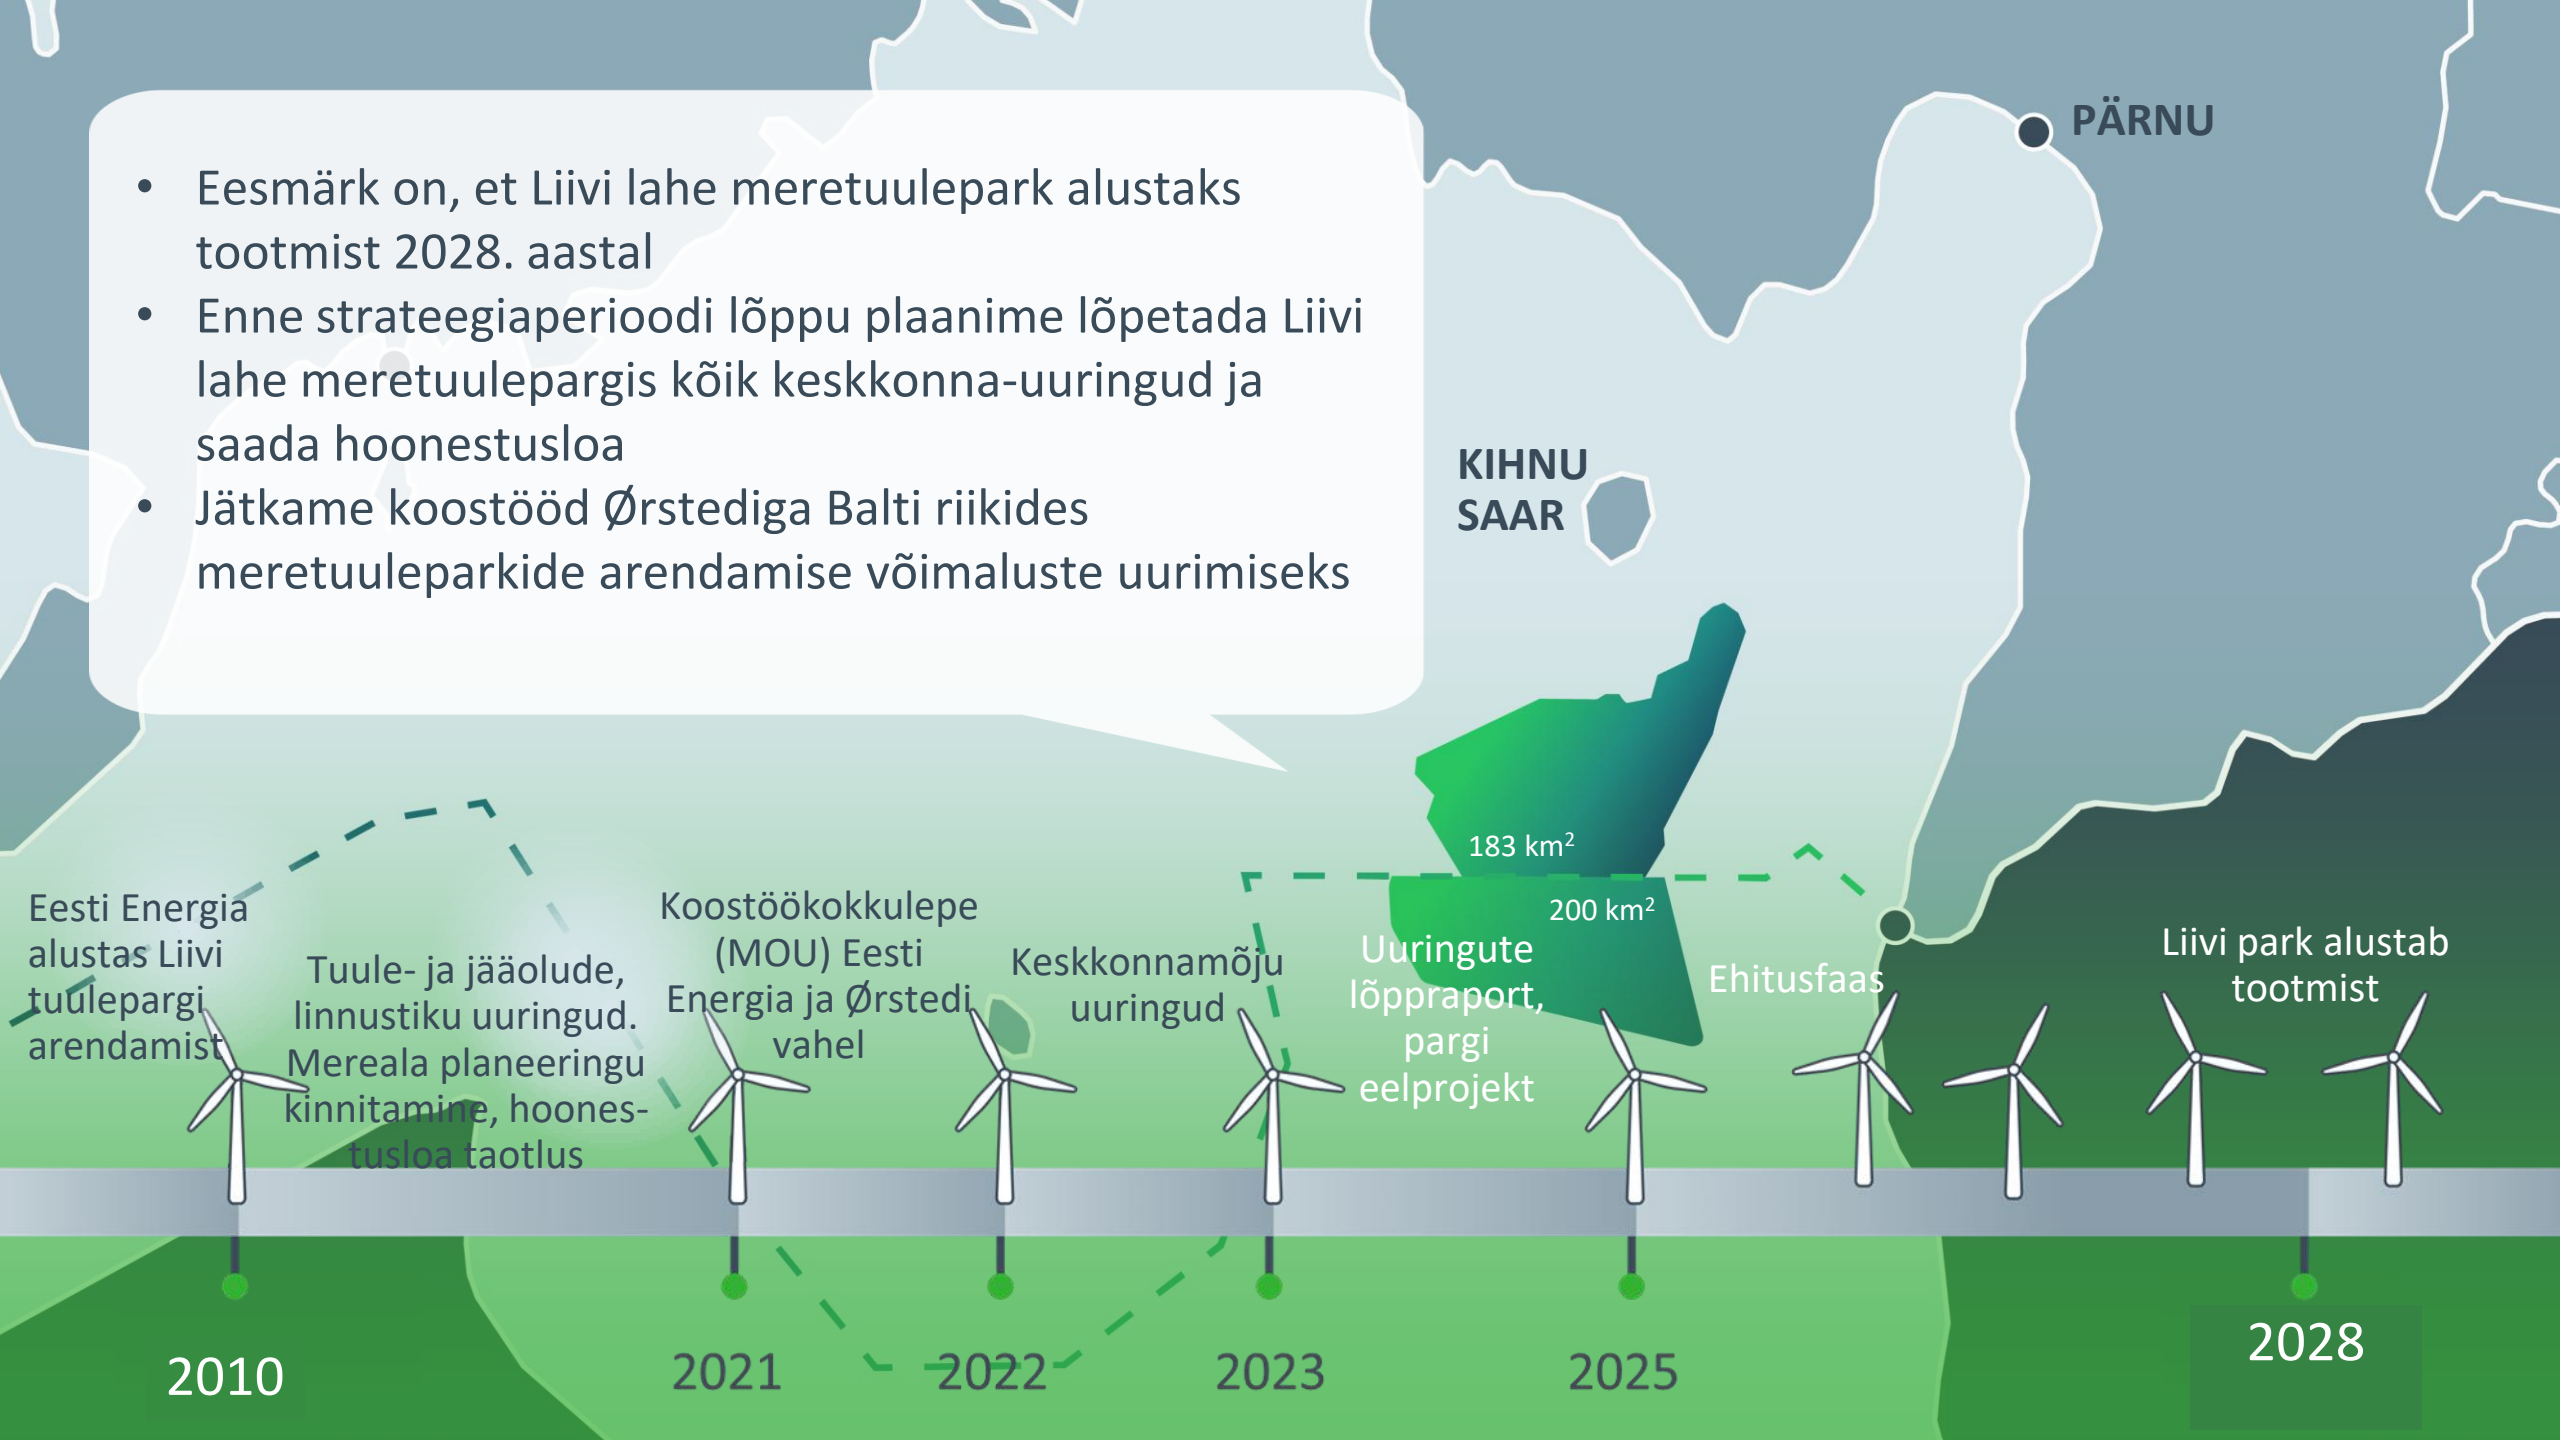 PÄRNU
• Eesmärk on, et Liivi lahe meretuulepark alustaks
tootmist 2028. aastal
• Enne strateegiaperioodi lõppu plaanime lõpetada Liivi
lahe meretuulepargis kõik keskkonna-uuringud ja
saada hoonestusloa
• Jätkame koostööd Ørstediga Balti riikides
meretuuleparkide arendamise võimaluste uurimiseks
KIHNU
SAAR
183 km²
200 km²
Eesti Energia
alustas Liivi
tuulepargi
arendamist
Tuule- ja jääolude,
linnustiku uuringud.
Mereala planeeringu
kinnitamine, hoones-
tusloa taotlus
Koostöökokkulepe
(MOU) Eesti
Energia ja Ørstedi
vahel
Keskkonnamõju
uuringud
Uuringute
lõppraport,
pargi
eelprojekt
Ehitusfaas
Liivi park alustab
tootmist
2010
2021
2022
2023
2025
2028